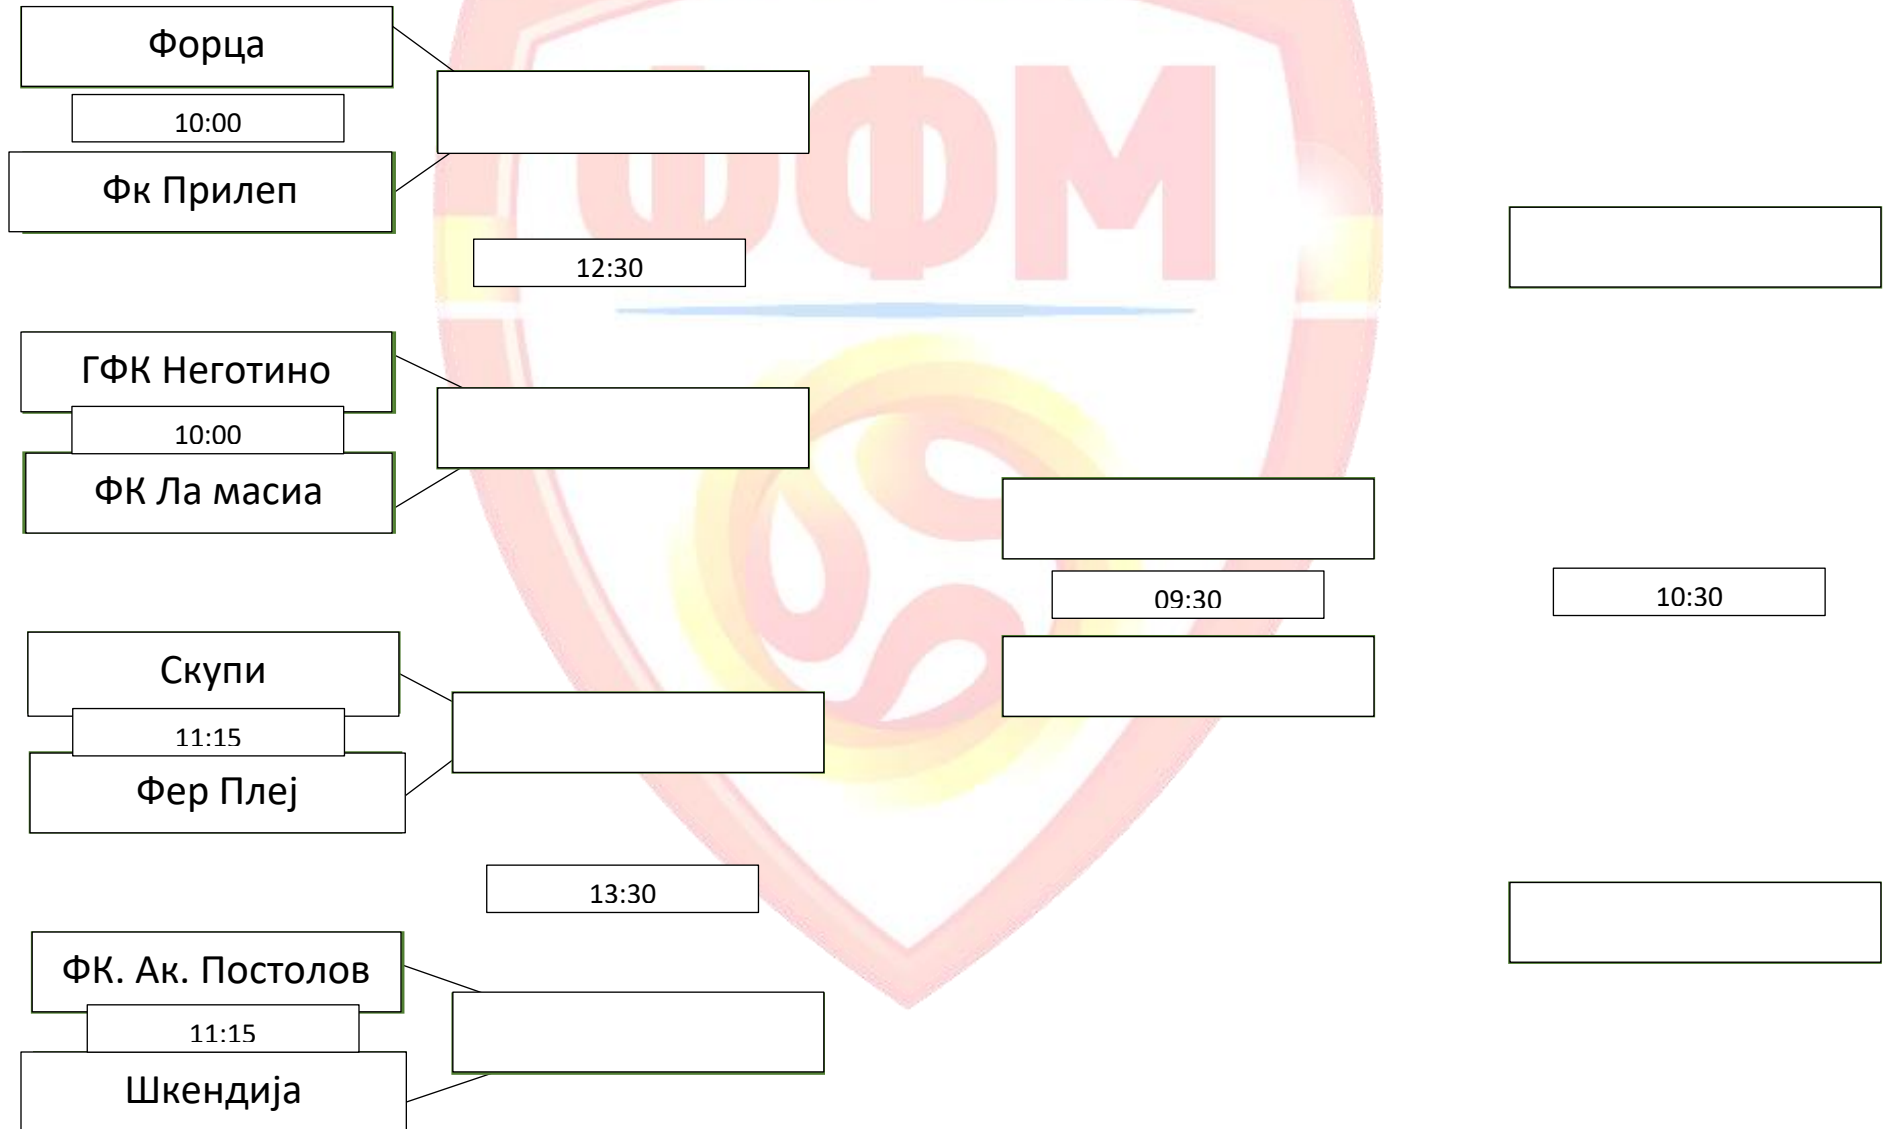 Форца
10:00
Фк Прилеп
12:30
ГФК Неготино
10:00
ФК Ла масиа
09:30
10:30
Скупи
11:15
Фер Плеј
13:30
ФК. Ак. Постолов
11:15
Шкендија
ФФМ